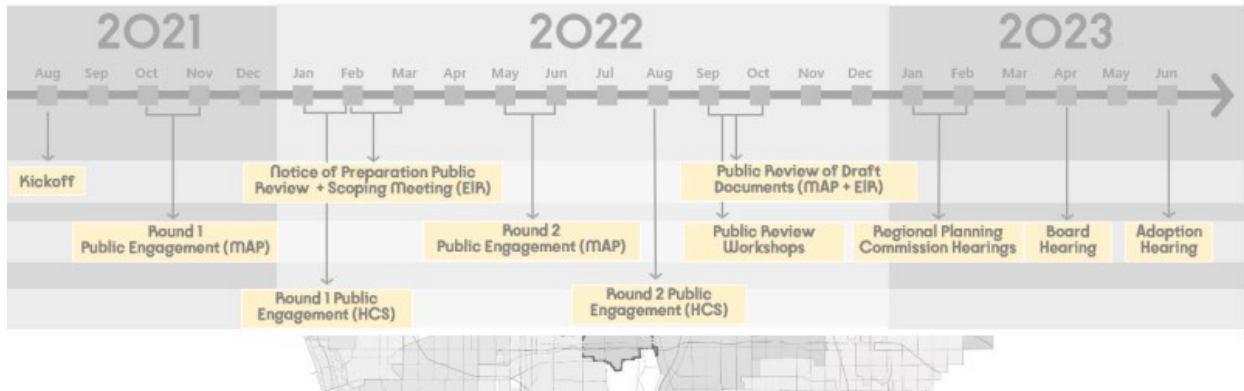 2021
2022
2023
Aug Sep Oct Nov Dec Jan Feb Mar Apr May Jun Jul Aug Sep Oct Nov Dec Jan Feb Mar Apr May Jun
Kickoff
Notice of Preparation Public
Review + Scoping Meeting (EIR)
Public Review of Draft
Documents (MAP + EIR)
Round 1
Public Engagement (MAP)
Round 2
Public Engagement (MAP)
Public Review
Workshops
Regional Planning
Commission Hearings
Board
Hearing
Adoption
Hearing
Round 1 Public
Engagement (HCS)
Round 2 Public
Engagement (HCS)